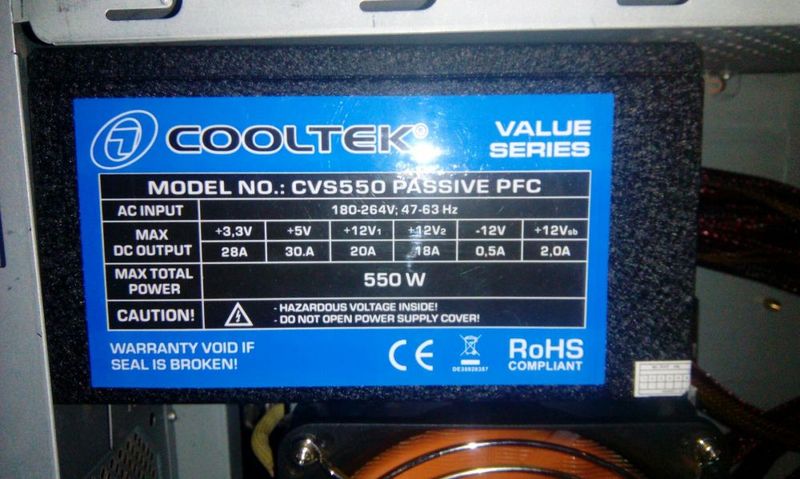 COOLTEK®
VALUE
SERIES
MODEL NO.: CVS550 PASSIVE PFC
AC INPUT 180-264V; 47-63 Hz
MAX DC OUTPUT +3,3V +5V +12V1 +12V2 -12V +12Vsb
28A 30.A 20A 18A 0,5A 2,0A
MAX TOTAL POWER 550 W
CAUTION! - HAZARDOUS VOLTAGE INSIDE!
- DO NOT OPEN POWER SUPPLY COVER!
WARRANTY VOID IF
SEAL IS BROKEN!
CE
RoHS
COMPLIANT